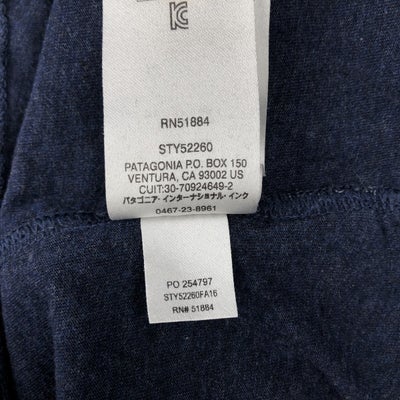 RN51884
STY52260
PATAGONIA P.O. BOX 150
VENTURA, CA 93002 US
CUIT:30-70924649-2
パタゴニア・インターナショナル・インク
0467-23-8961
PO 254797
STY52260FA16
RN# 51884